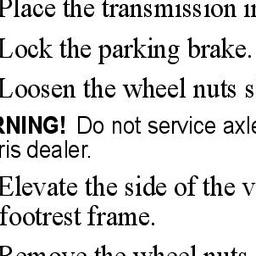 Place the transmission in
Lock the parking brake.
Loosen the wheel nuts s
RNING! Do not service axle
ris dealer.
Elevate the side of the v
footrest frame.
Remove the wheel nuts